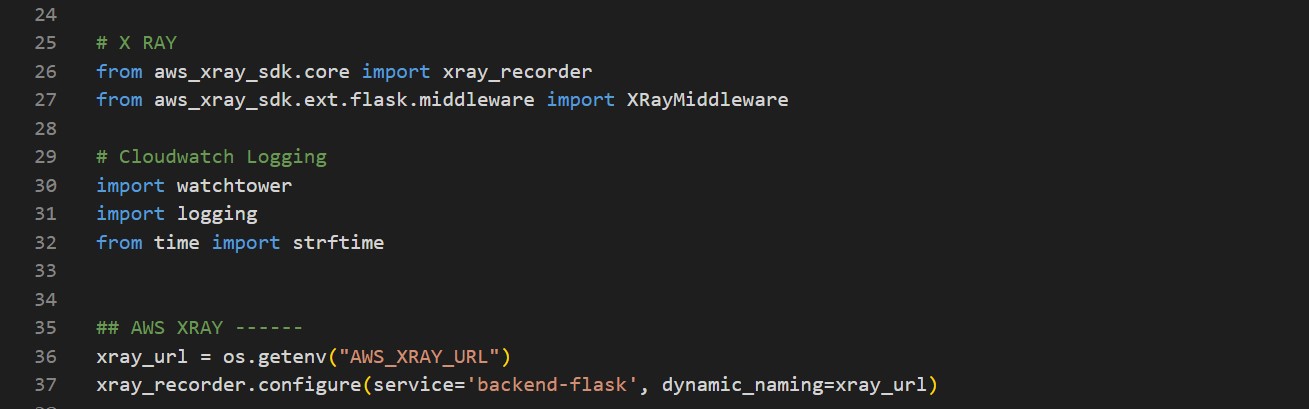 24
25 # X RAY
26 from aws_xray_sdk.core import xray_recorder
27 from aws_xray_sdk.ext.flask.middleware import XRayMiddleware
28
29 # Cloudwatch Logging
30 import watchtower
31 import logging
32 from time import strftime
33
34
35 ## AWS XRAY ------
36 xray_url = os.getenv("AWS_XRAY_URL")
37 xray_recorder.configure(service='backend-flask', dynamic_naming=xray_url)